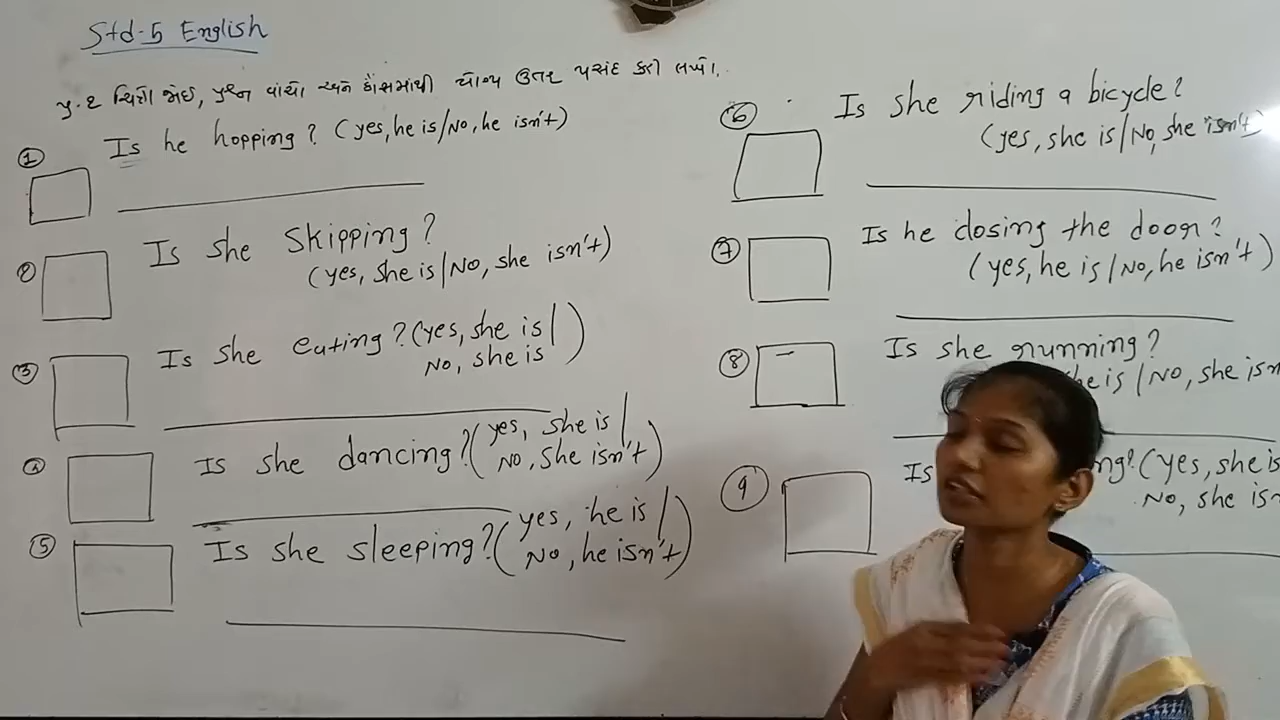 Std-5 English
પ્ર.૨ ચિત્રો જોઈ, પ્રશ્ન વાંચો અને કૌંસમાંથી યોગ્ય ઉત્તર પસંદ કરી લખો.
① Is he hopping? (yes, he is/No, he isn't)
② Is she skipping?
(yes, she is/No, she isn't)
③ Is she eating? (yes, she is/
No, she is)
૪ Is she dancing? (yes, she is/
No, she isn't)
⑤ Is she sleeping? (yes, he is/
No, he isn't)
⑥ Is she riding a bicycle?
(yes, she is/No, she isn't)
⑦ Is he closing the door?
(yes, he is/No, he isn't)
⑧ Is she running?
he is/No, she isn
⑨ Is ng? (yes, she is
No, she isn